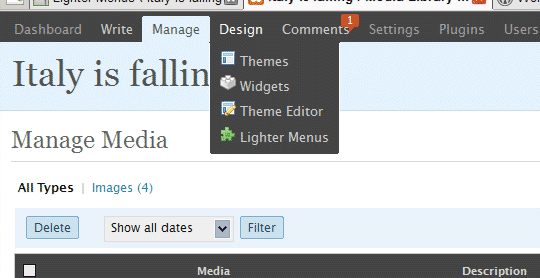 Lighter Menus Italy is falling
Italy is falling Media Library
Dashboard Write Manage Design Comments 1 Settings Plugins Users
Italy is fallin
Themes
Widgets
Theme Editor
Lighter Menus
Manage Media
All Types | Images (4)
Delete Show all dates Filter
Media Description